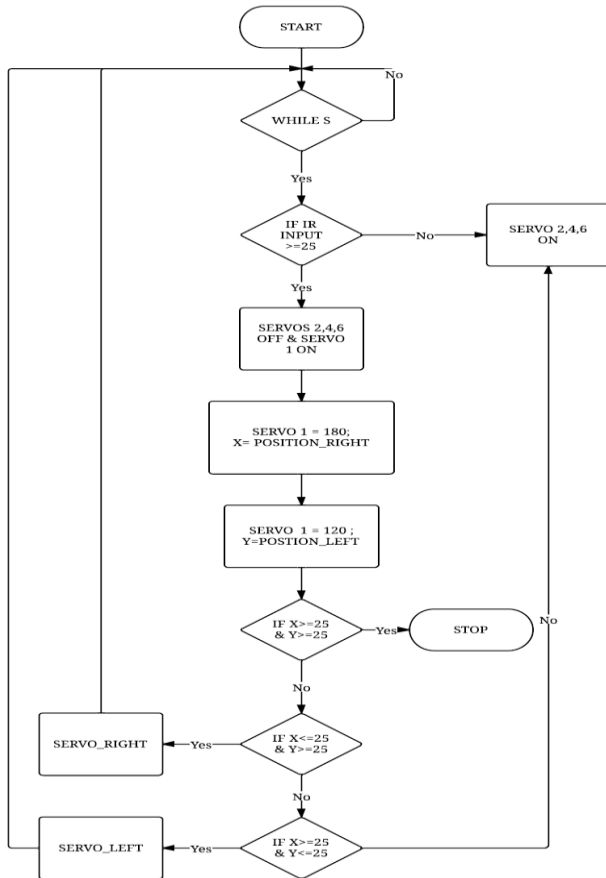 START
No
WHILE S
Yes
IF IR
INPUT
>=25
No
SERVO 2,4,6
ON
Yes
SERVOS 2,4,6
OFF & SERVO
1 ON
SERVO 1 = 180;
X= POSITION_RIGHT
SERVO 1 = 120 ;
Y=POSTION_LEFT
IF X>=25
& Y>=25
Yes
STOP
No
No
SERVO_RIGHT
Yes
IF X<=25
& Y>=25
No
SERVO_LEFT
Yes
IF X>=25
& Y<=25